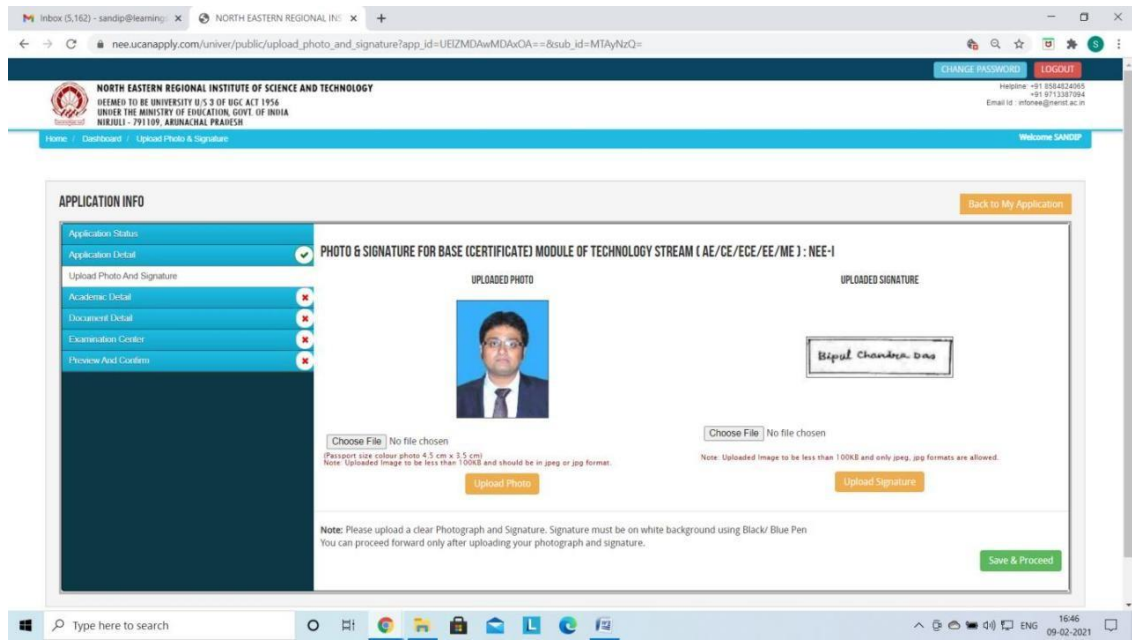 Inbox (5,162) - sandip@learning
NORTH EASTERN REGIONAL INS
nee.ucanapply.com/univer/public/upload_photo_and_signature?app_id=UElZMDAwMDAxOA==&sub_id=MTAyNzQ=
S
CHANGE PASSWORD
LOGOUT
NORTH EASTERN REGIONAL INSTITUTE OF SCIENCE AND TECHNOLOGY
DEEMED TO BE UNIVERSITY U/S 3 OF UGC ACT 1956
UNDER THE MINISTRY OF EDUCATION, GOVT. OF INDIA
NIRJULI - 791109, ARUNACHAL PRADESH
Helpline: +91 8584824065
+91 9713387094
Email Id : infonee@nerist.ac.in
Home / Dashboard / Upload Photo & Signature
Welcome SANDIP
APPLICATION INFO
Back to My Application
Application Status
Application Detail
Upload Photo And Signature
Academic Detail
Document Detail
Examination Center
Preview And Confirm
PHOTO & SIGNATURE FOR BASE (CERTIFICATE) MODULE OF TECHNOLOGY STREAM ( AE/CE/ECE/EE/ME ) : NEE-I
UPLOADED PHOTO
UPLOADED SIGNATURE
Bipul Chandra Das
Choose File No file chosen
(Passport size colour photo 4.5 cm x 3.5 cm)
Note: Uploaded Image to be less than 100KB and should be in jpeg or jpg format.
Upload Photo
Choose File No file chosen
Note: Uploaded Image to be less than 100KB and only jpeg, jpg formats are allowed.
Upload Signature
Note: Please upload a clear Photograph and Signature. Signature must be on white background using Black/ Blue Pen
You can proceed forward only after uploading your photograph and signature.
Save & Proceed
Type here to search
L
ENG
16:46
09-02-2021